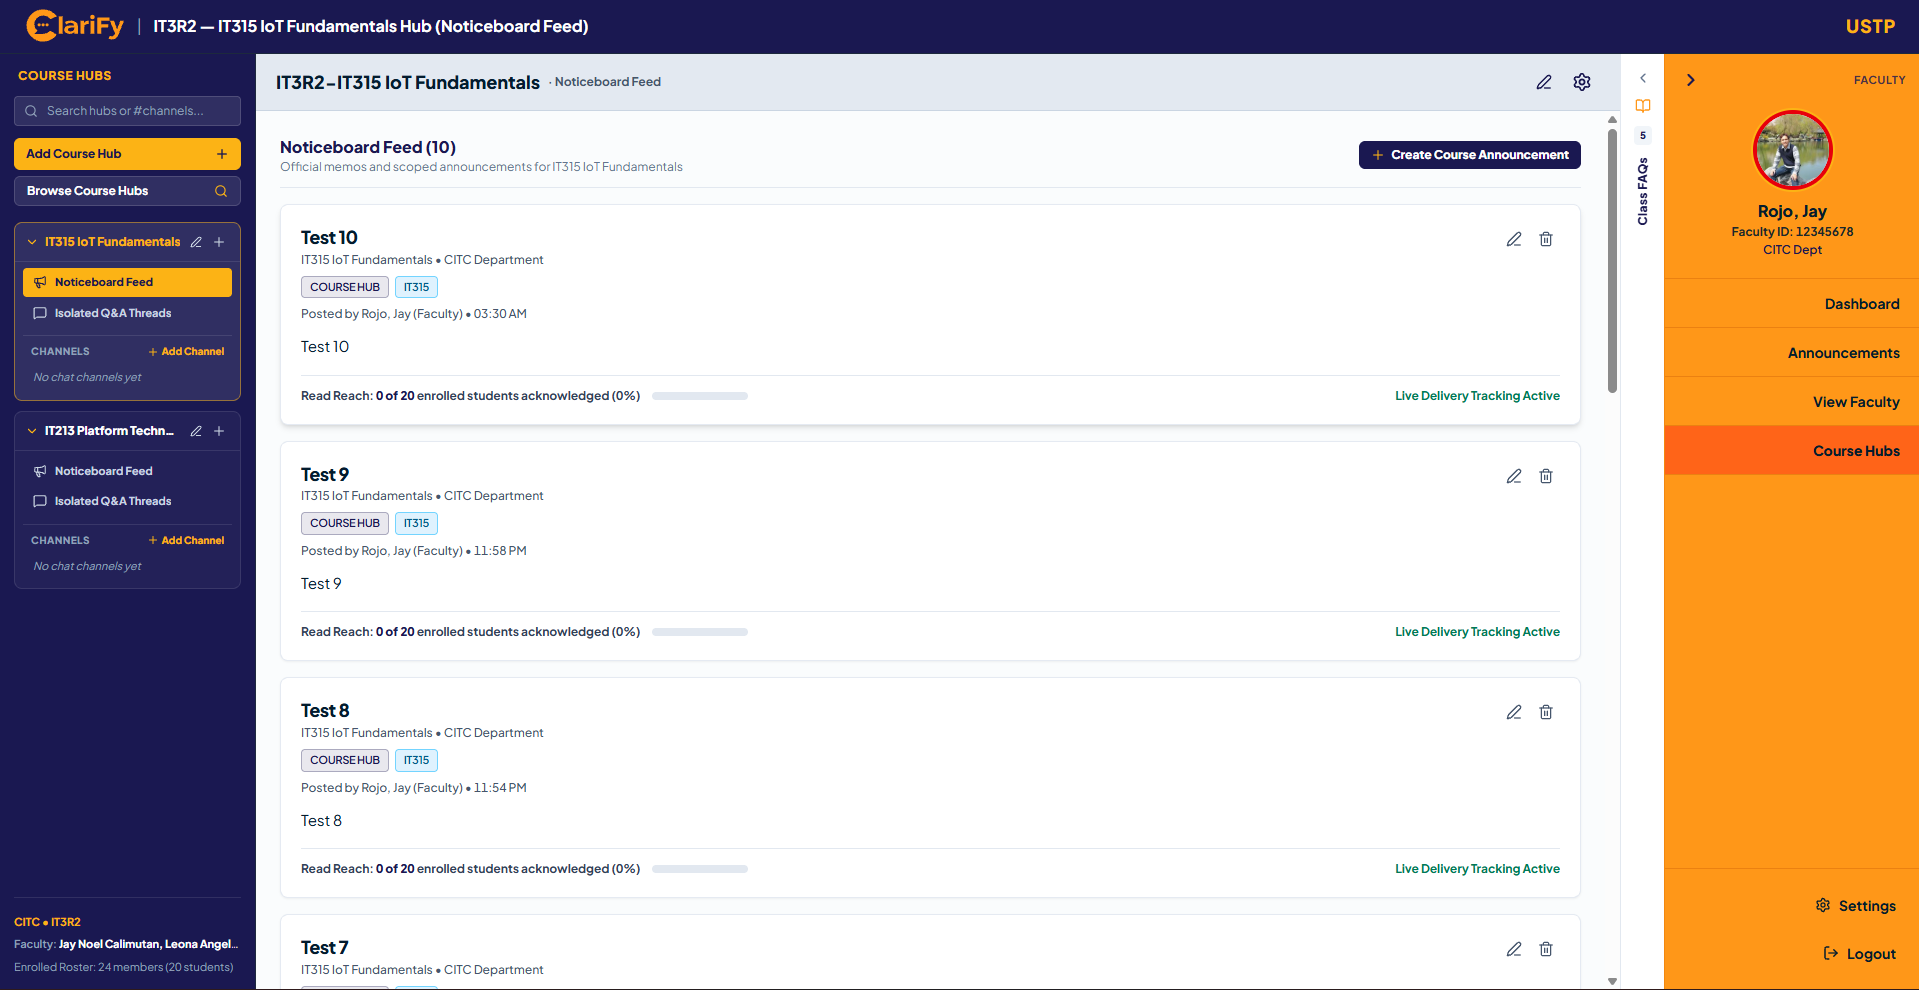 ClariFy | IT3R2 — IT315 IoT Fundamentals Hub (Noticeboard Feed)
USTP
COURSE HUBS
Search hubs or #channels...
Add Course Hub +
Browse Course Hubs
IT315 IoT Fundamentals
Noticeboard Feed
Isolated Q&A Threads
CHANNELS + Add Channel
No chat channels yet
IT213 Platform Techn...
Noticeboard Feed
Isolated Q&A Threads
CHANNELS + Add Channel
No chat channels yet
CITC • IT3R2
Faculty: Jay Noel Calimutan, Leona Angel...
Enrolled Roster: 24 members (20 students)
IT3R2-IT315 IoT Fundamentals · Noticeboard Feed
Noticeboard Feed (10)
Official memos and scoped announcements for IT315 IoT Fundamentals
+ Create Course Announcement
Test 10
IT315 IoT Fundamentals • CITC Department
COURSE HUB IT315
Posted by Rojo, Jay (Faculty) • 03:30 AM
Test 10
Read Reach: 0 of 20 enrolled students acknowledged (0%)
Live Delivery Tracking Active
Test 9
IT315 IoT Fundamentals • CITC Department
COURSE HUB IT315
Posted by Rojo, Jay (Faculty) • 11:58 PM
Test 9
Read Reach: 0 of 20 enrolled students acknowledged (0%)
Live Delivery Tracking Active
Test 8
IT315 IoT Fundamentals • CITC Department
COURSE HUB IT315
Posted by Rojo, Jay (Faculty) • 11:54 PM
Test 8
Read Reach: 0 of 20 enrolled students acknowledged (0%)
Live Delivery Tracking Active
Test 7
IT315 IoT Fundamentals • CITC Department
5
Class FAQs
FACULTY
Rojo, Jay
Faculty ID: 12345678
CITC Dept
Dashboard
Announcements
View Faculty
Course Hubs
Settings
Logout